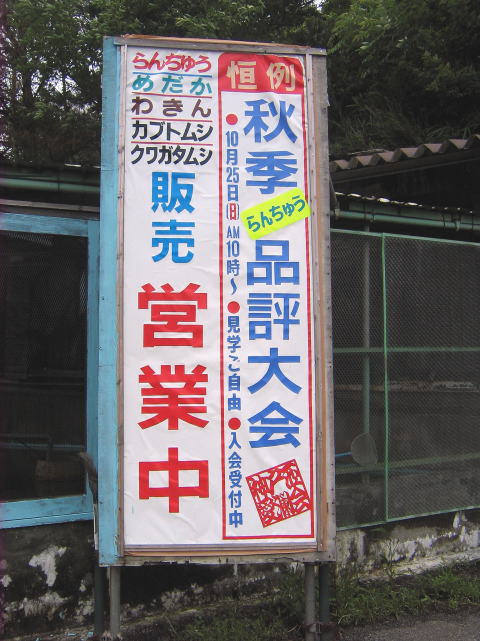 恒例
秋季
らんちゅう
品評大会
●10月25日(日)AM10時～●見学ご自由●入会受付中
らんちゅう
めだか
わきん
カブトムシ
クワガタムシ
販売
営業中